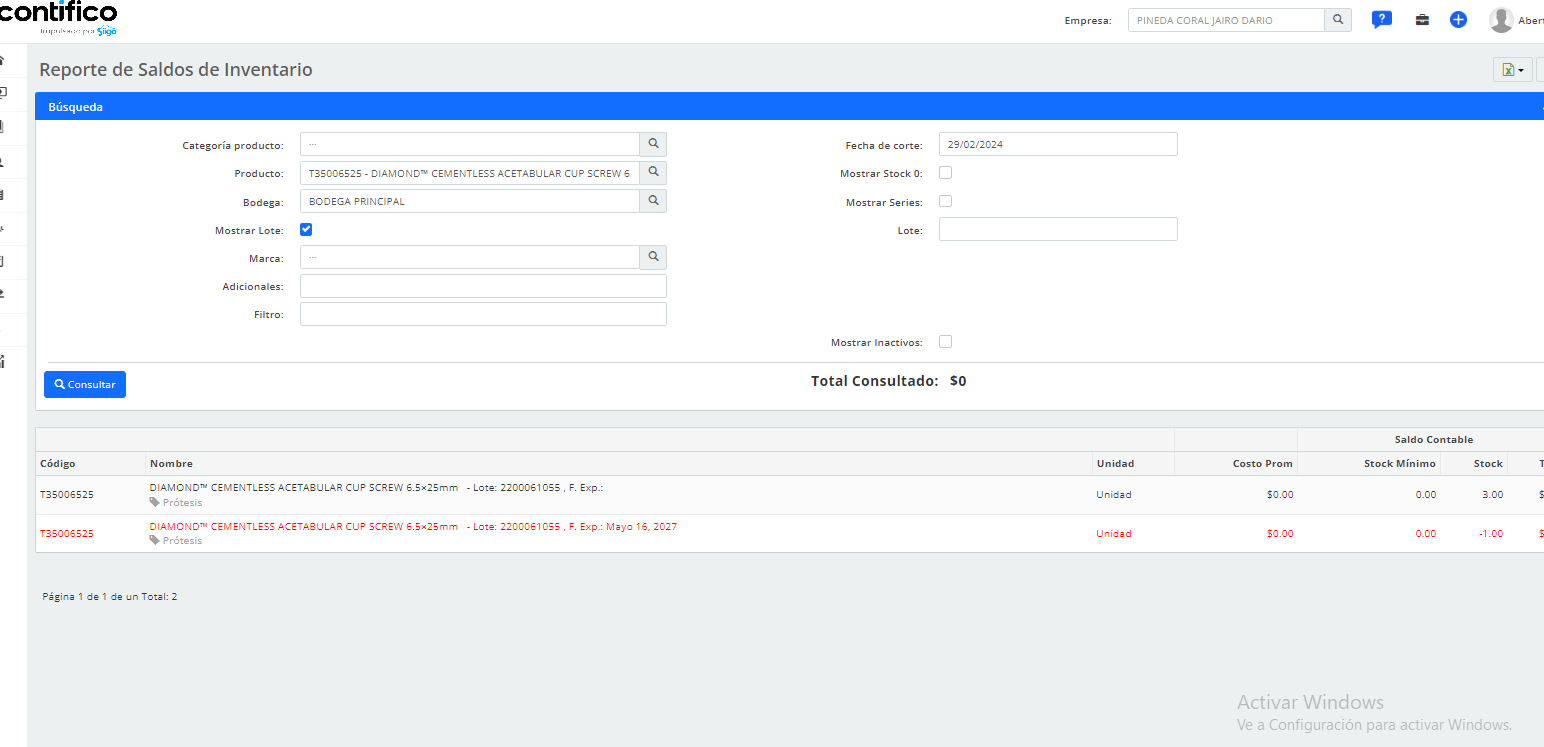 contífico
Impulsado por Siigo
Empresa: PINEDA CORAL JAIRO DARIO
Reporte de Saldos de Inventario
Búsqueda
Categoría producto: ...
Fecha de corte: 29/02/2024
Producto: T35006525 - DIAMOND™ CEMENTLESS ACETABULAR CUP SCREW 6
Mostrar Stock 0:
Bodega: BODEGA PRINCIPAL
Mostrar Series:
Mostrar Lote:
Lote:
Marca: ...
Adicionales:
Filtro:
Mostrar Inactivos:
Consultar
Total Consultado: $0
Saldo Contable
Código Nombre Unidad Costo Prom Stock Mínimo Stock T
T35006525 DIAMOND™ CEMENTLESS ACETABULAR CUP SCREW 6.5×25mm - Lote: 2200061055 , F. Exp.: Unidad $0.00 0.00 3.00 $
Prótesis
T35006525 DIAMOND™ CEMENTLESS ACETABULAR CUP SCREW 6.5×25mm - Lote: 2200061055 , F. Exp.: Mayo 16, 2027 Unidad $0.00 0.00 -1.00 $
Prótesis
Página 1 de 1 de un Total: 2
Activar Windows
Ve a Configuración para activar Windows.